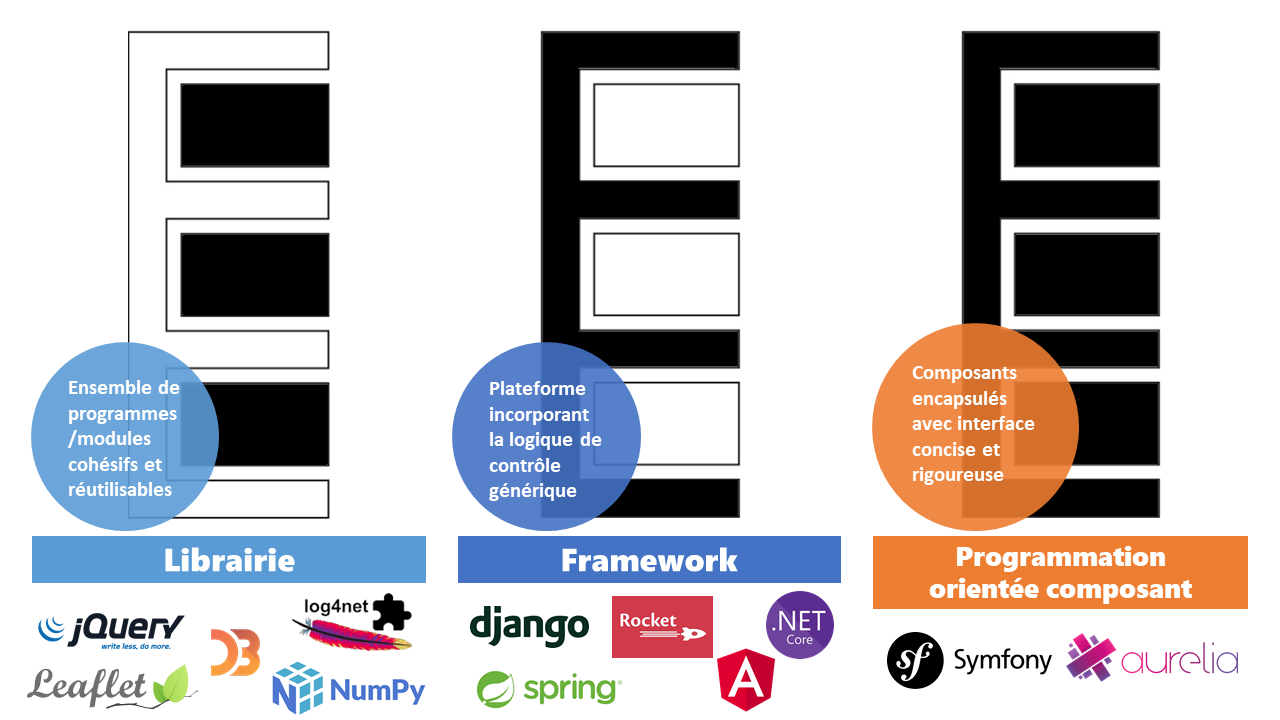 Ensemble de
programmes
/modules
cohésifs et
réutilisables
Librairie
jQuery
write less, do more.
log4net
D3
Leaflet
NumPy
Plateforme
incorporant
la logique de
contrôle
générique
Framework
django
Rocket
.NET
Core
spring
A
Composants
encapsulés
avec interface
concise et
rigoureuse
Programmation
orientée composant
sf
Symfony
aurelia